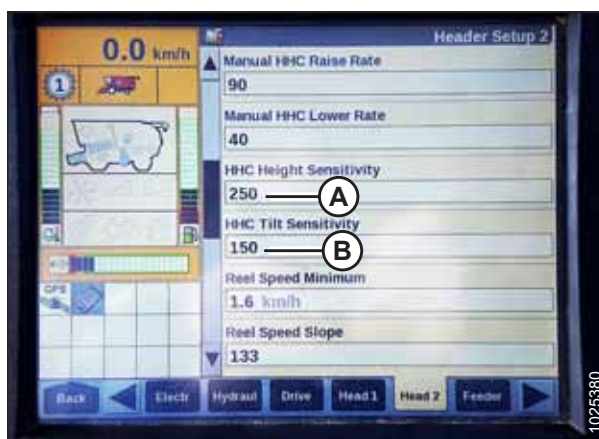 0.0 km/h
Header Setup 2
1
Manual HHC Raise Rate
90
Manual HHC Lower Rate
40
HHC Height Sensitivity
250
A
HHC Tilt Sensitivity
150
B
Reel Speed Minimum
1.6 km/h
GPS
Reel Speed Slope
133
Back Electr Hydraul Drive Head 1 Head 2 Feeder
1025380